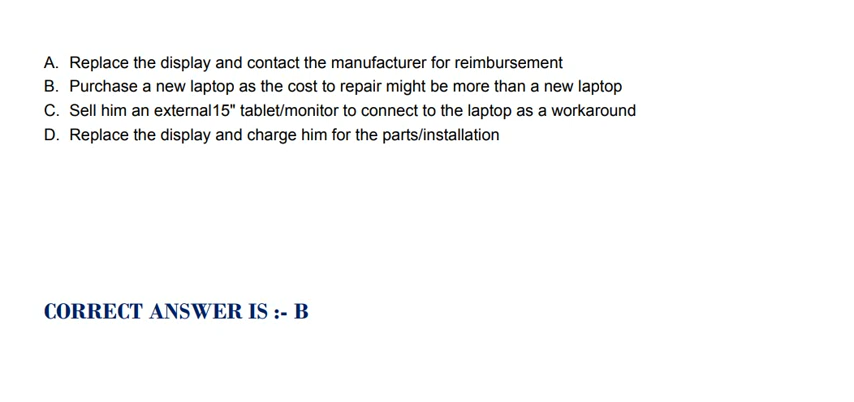 A. Replace the display and contact the manufacturer for reimbursement
B. Purchase a new laptop as the cost to repair might be more than a new laptop
C. Sell him an external15" tablet/monitor to connect to the laptop as a workaround
D. Replace the display and charge him for the parts/installation
CORRECT ANSWER IS :- B